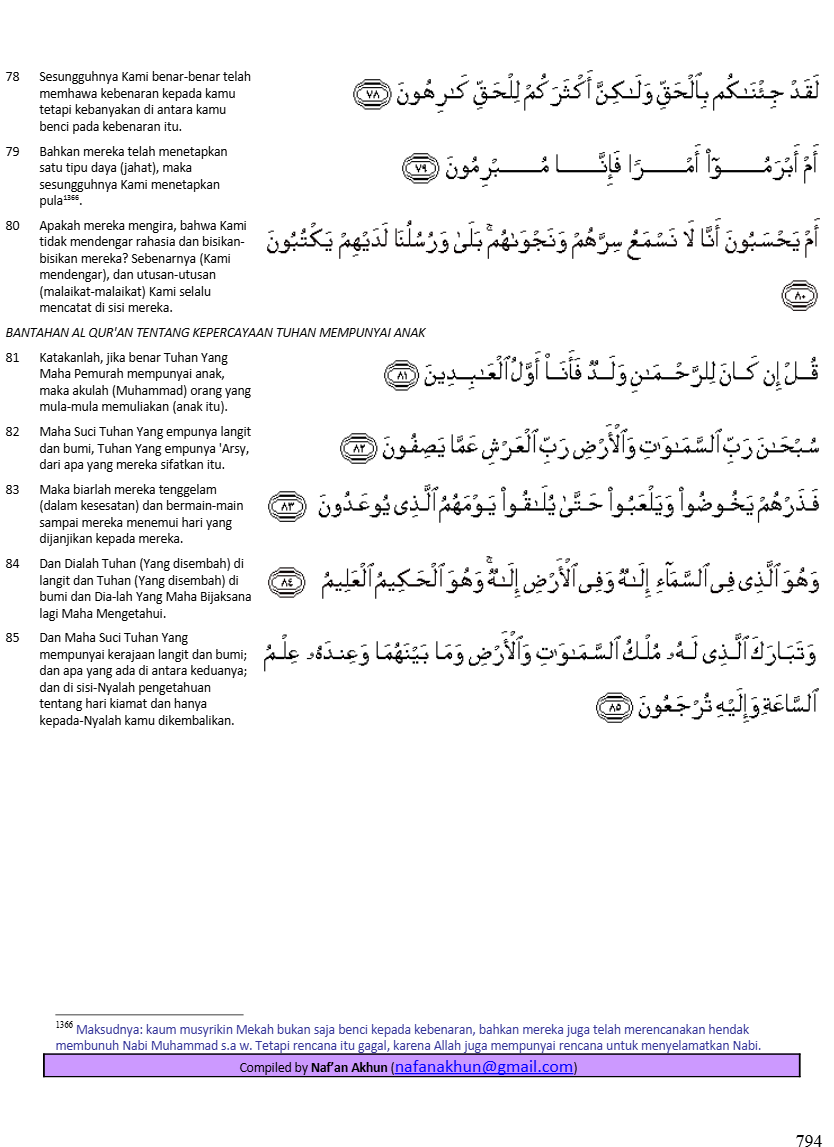 78 Sesungguhnya Kami benar-benar telah
memhawa kebenaran kepada kamu
tetapi kebanyakan di antara kamu
benci pada kebenaran itu.
لَقَدْ جِئْنَـٰكُم بِٱلْحَقِّ وَلَـٰكِنَّ أَكْثَرَكُمْ لِلْحَقِّ كَـٰرِهُونَ ﴿٧٨﴾
79 Bahkan mereka telah menetapkan
satu tipu daya (jahat), maka
sesungguhnya Kami menetapkan
pula¹³⁶⁶.
أَمْ أَبْرَمُوٓا۟ أَمْرًا فَإِنَّا مُبْرِمُونَ ﴿٧٩﴾
80 Apakah mereka mengira, bahwa Kami
tidak mendengar rahasia dan bisikan-
bisikan mereka? Sebenarnya (Kami
mendengar), dan utusan-utusan
(malaikat-malaikat) Kami selalu
mencatat di sisi mereka.
أَمْ يَحْسَبُونَ أَنَّا لَا نَسْمَعُ سِرَّهُمْ وَنَجْوَىٰهُم ۚ بَلَىٰ وَرُسُلُنَا لَدَيْهِمْ يَكْتُبُونَ
﴿٨٠﴾
BANTAHAN AL QUR'AN TENTANG KEPERCAYAAN TUHAN MEMPUNYAI ANAK
81 Katakanlah, jika benar Tuhan Yang
Maha Pemurah mempunyai anak,
maka akulah (Muhammad) orang yang
mula-mula memuliakan (anak itu).
قُلْ إِن كَانَ لِلرَّحْمَـٰنِ وَلَدٌ فَأَنَا۠ أَوَّلُ ٱلْعَـٰبِدِينَ ﴿٨١﴾
82 Maha Suci Tuhan Yang empunya langit
dan bumi, Tuhan Yang empunya 'Arsy,
dari apa yang mereka sifatkan itu.
سُبْحَـٰنَ رَبِّ ٱلسَّمَـٰوَٰتِ وَٱلْأَرْضِ رَبِّ ٱلْعَرْشِ عَمَّا يَصِفُونَ ﴿٨٢﴾
83 Maka biarlah mereka tenggelam
(dalam kesesatan) dan bermain-main
sampai mereka menemui hari yang
dijanjikan kepada mereka.
فَذَرْهُمْ يَخُوضُوا۟ وَيَلْعَبُوا۟ حَتَّىٰ يُلَـٰقُوا۟ يَوْمَهُمُ ٱلَّذِى يُوعَدُونَ ﴿٨٣﴾
84 Dan Dialah Tuhan (Yang disembah) di
langit dan Tuhan (Yang disembah) di
bumi dan Dia-lah Yang Maha Bijaksana
lagi Maha Mengetahui.
وَهُوَ ٱلَّذِى فِى ٱلسَّمَآءِ إِلَـٰهٌ وَفِى ٱلْأَرْضِ إِلَـٰهٌ ۚ وَهُوَ ٱلْحَكِيمُ ٱلْعَلِيمُ ﴿٨٤﴾
85 Dan Maha Suci Tuhan Yang
mempunyai kerajaan langit dan bumi;
dan apa yang ada di antara keduanya;
dan di sisi-Nyalah pengetahuan
tentang hari kiamat dan hanya
kepada-Nyalah kamu dikembalikan.
وَتَبَارَكَ ٱلَّذِى لَهُۥ مُلْكُ ٱلسَّمَـٰوَٰتِ وَٱلْأَرْضِ وَمَا بَيْنَهُمَا وَعِندَهُۥ عِلْمُ
ٱلسَّاعَةِ وَإِلَيْهِ تُرْجَعُونَ ﴿٨٥﴾
¹³⁶⁶ Maksudnya: kaum musyrikin Mekah bukan saja benci kepada kebenaran, bahkan mereka juga telah merencanakan hendak
membunuh Nabi Muhammad s.a w. Tetapi rencana itu gagal, karena Allah juga mempunyai rencana untuk menyelamatkan Nabi.
Compiled by Naf’an Akhun (nafanakhun@gmail.com)
794